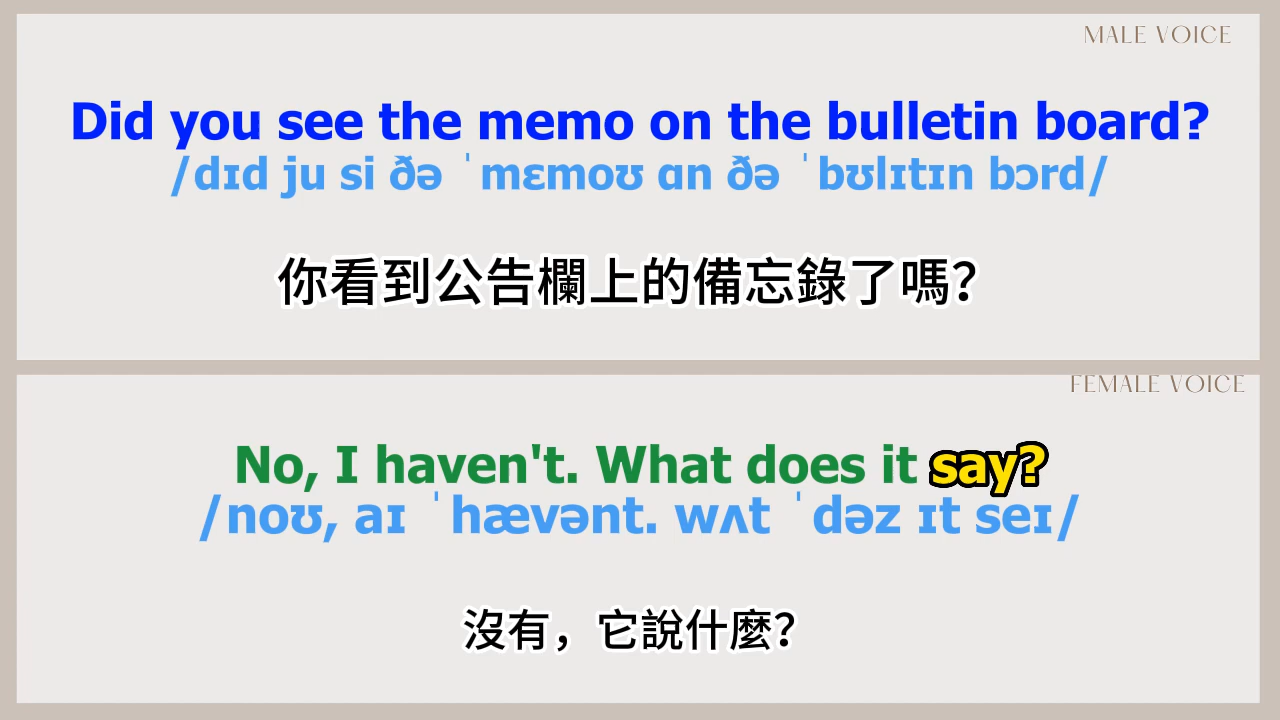 MALE VOICE
Did you see the memo on the bulletin board?
/dɪd ju si ðə ˈmɛmoʊ ɑn ðə ˈbʊlɪtɪn bɔrd/
你看到公告欄上的備忘錄了嗎？
FEMALE VOICE
No, I haven't. What does it say?
/noʊ, aɪ ˈhævənt. wʌt ˈdəz ɪt seɪ/
沒有，它說什麼？